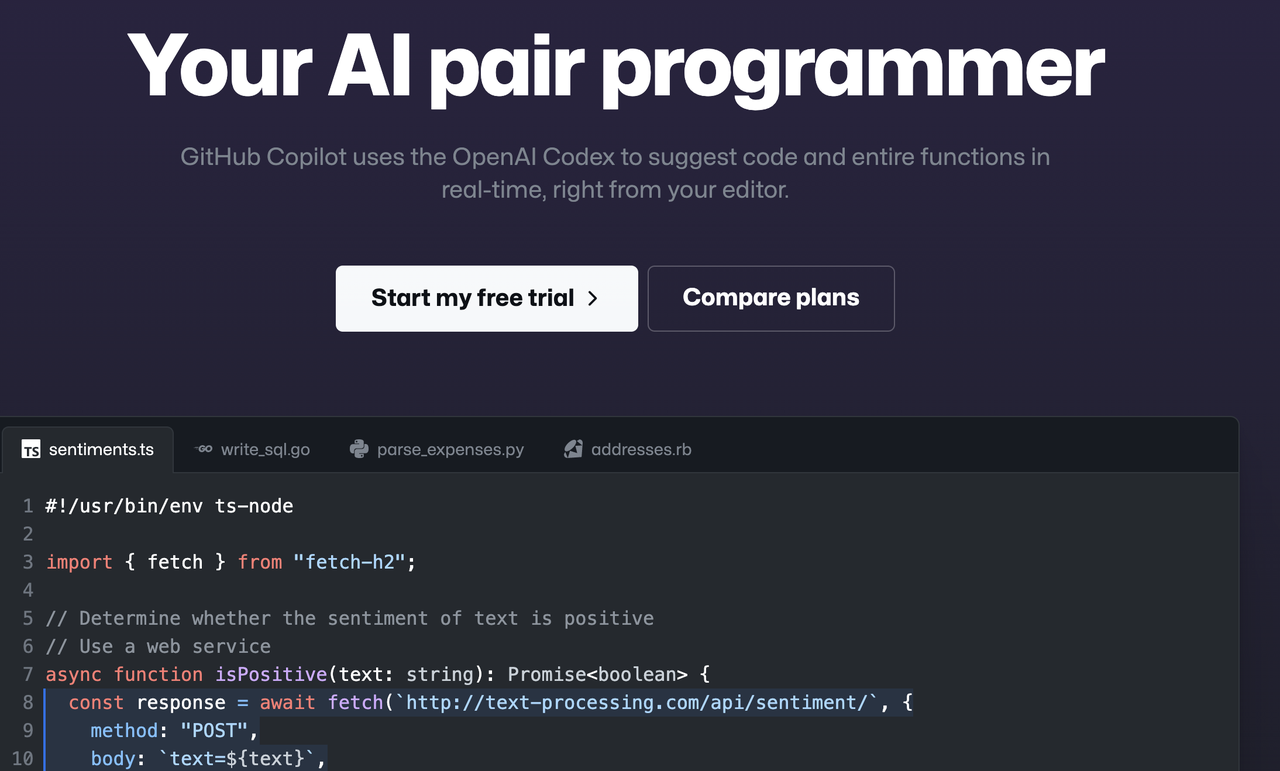 Your AI pair programmer
GitHub Copilot uses the OpenAI Codex to suggest code and entire functions in
real-time, right from your editor.
Start my free trial >
Compare plans
TS sentiments.ts
GO write_sql.go
parse_expenses.py
addresses.rb
1 #!/usr/bin/env ts-node
2
3 import { fetch } from "fetch-h2";
4
5 // Determine whether the sentiment of text is positive
6 // Use a web service
7 async function isPositive(text: string): Promise<boolean> {
8   const response = await fetch(`http://text-processing.com/api/sentiment/`, {
9     method: "POST",
10     body: `text=${text}`,